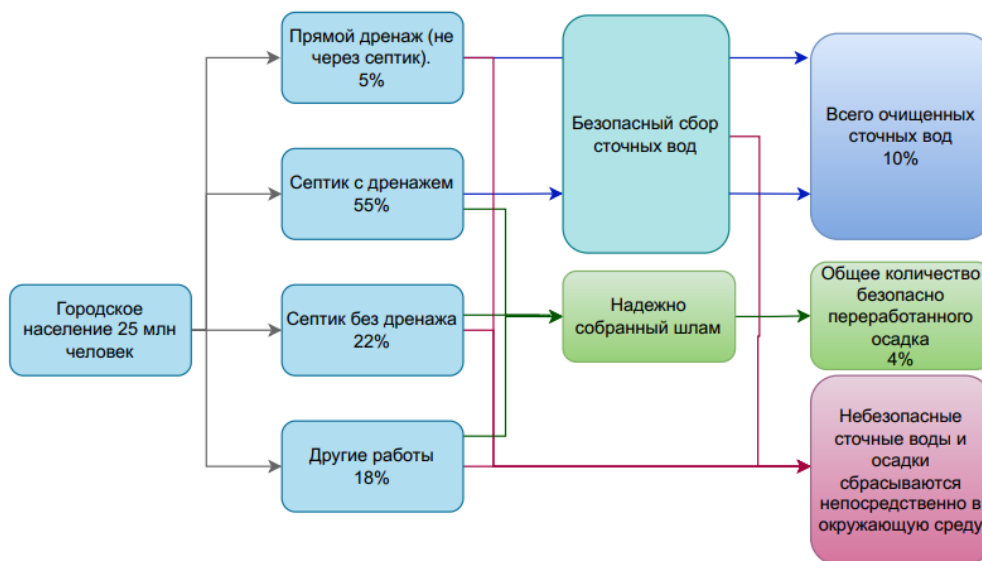 Прямой дренаж (не
через септик).
5%
Септик с дренажем
55%
Городское
население 25 млн
человек
Септик без дренажа
22%
Другие работы
18%
Безопасный сбор
сточных вод
Надежно
собранный шлам
Всего очищенных
сточных вод
10%
Общее количество
безопасно
переработанного
осадка
4%
Небезопасные
сточные воды и
осадки
сбрасываются
непосредственно в
окружающую среду